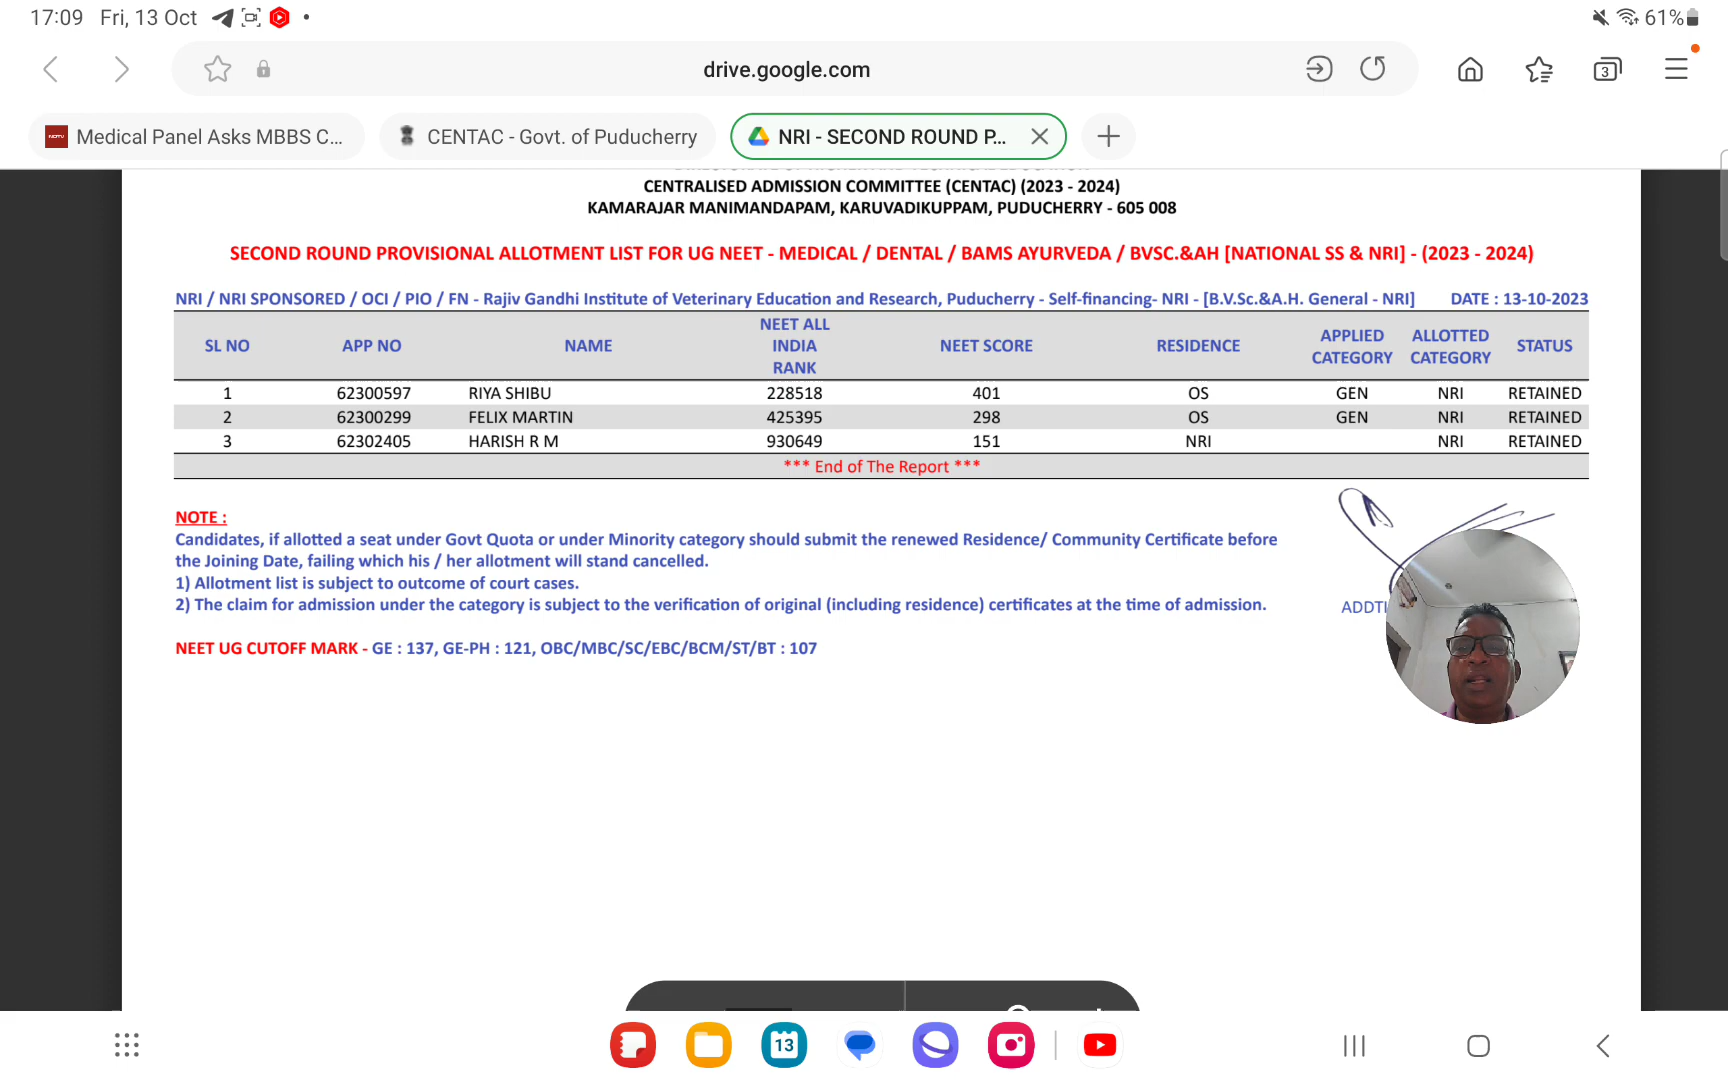 17:09 Fri, 13 Oct 61%
drive.google.com
3
Medical Panel Asks MBBS C...
CENTAC - Govt. of Puducherry
NRI - SECOND ROUND P...
CENTRALISED ADMISSION COMMITTEE (CENTAC) (2023 - 2024)
KAMARAJAR MANIMANDAPAM, KARUVADIKUPPAM, PUDUCHERRY - 605 008
SECOND ROUND PROVISIONAL ALLOTMENT LIST FOR UG NEET - MEDICAL / DENTAL / BAMS AYURVEDA / BVSC.&AH [NATIONAL SS & NRI] - (2023 - 2024)
NRI / NRI SPONSORED / OCI / PIO / FN - Rajiv Gandhi Institute of Veterinary Education and Research, Puducherry - Self-financing- NRI - [B.V.Sc.&A.H. General - NRI] DATE : 13-10-2023
SL NO APP NO NAME NEET ALL INDIA RANK NEET SCORE RESIDENCE APPLIED CATEGORY ALLOTTED CATEGORY STATUS
1 62300597 RIYA SHIBU 228518 401 OS GEN NRI RETAINED
2 62300299 FELIX MARTIN 425395 298 OS GEN NRI RETAINED
3 62302405 HARISH R M 930649 151 NRI NRI RETAINED
*** End of The Report ***
NOTE :
Candidates, if allotted a seat under Govt Quota or under Minority category should submit the renewed Residence/ Community Certificate before
the Joining Date, failing which his / her allotment will stand cancelled.
1) Allotment list is subject to outcome of court cases.
2) The claim for admission under the category is subject to the verification of original (including residence) certificates at the time of admission.
ADDTI
NEET UG CUTOFF MARK - GE : 137, GE-PH : 121, OBC/MBC/SC/EBC/BCM/ST/BT : 107
13